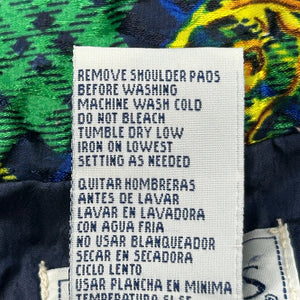 REMOVE SHOULDER PADS
BEFORE WASHING
MACHINE WASH COLD
DO NOT BLEACH
TUMBLE DRY LOW
IRON ON LOWEST
SETTING AS NEEDED
QUITAR HOMBRERAS
ANTES DE LAVAR
LAVAR EN LAVADORA
CON AGUA FRIA
NO USAR BLANQUEADOR
SECAR EN SECADORA
CICLO LENTO
USAR PLANCHA EN MINIMA